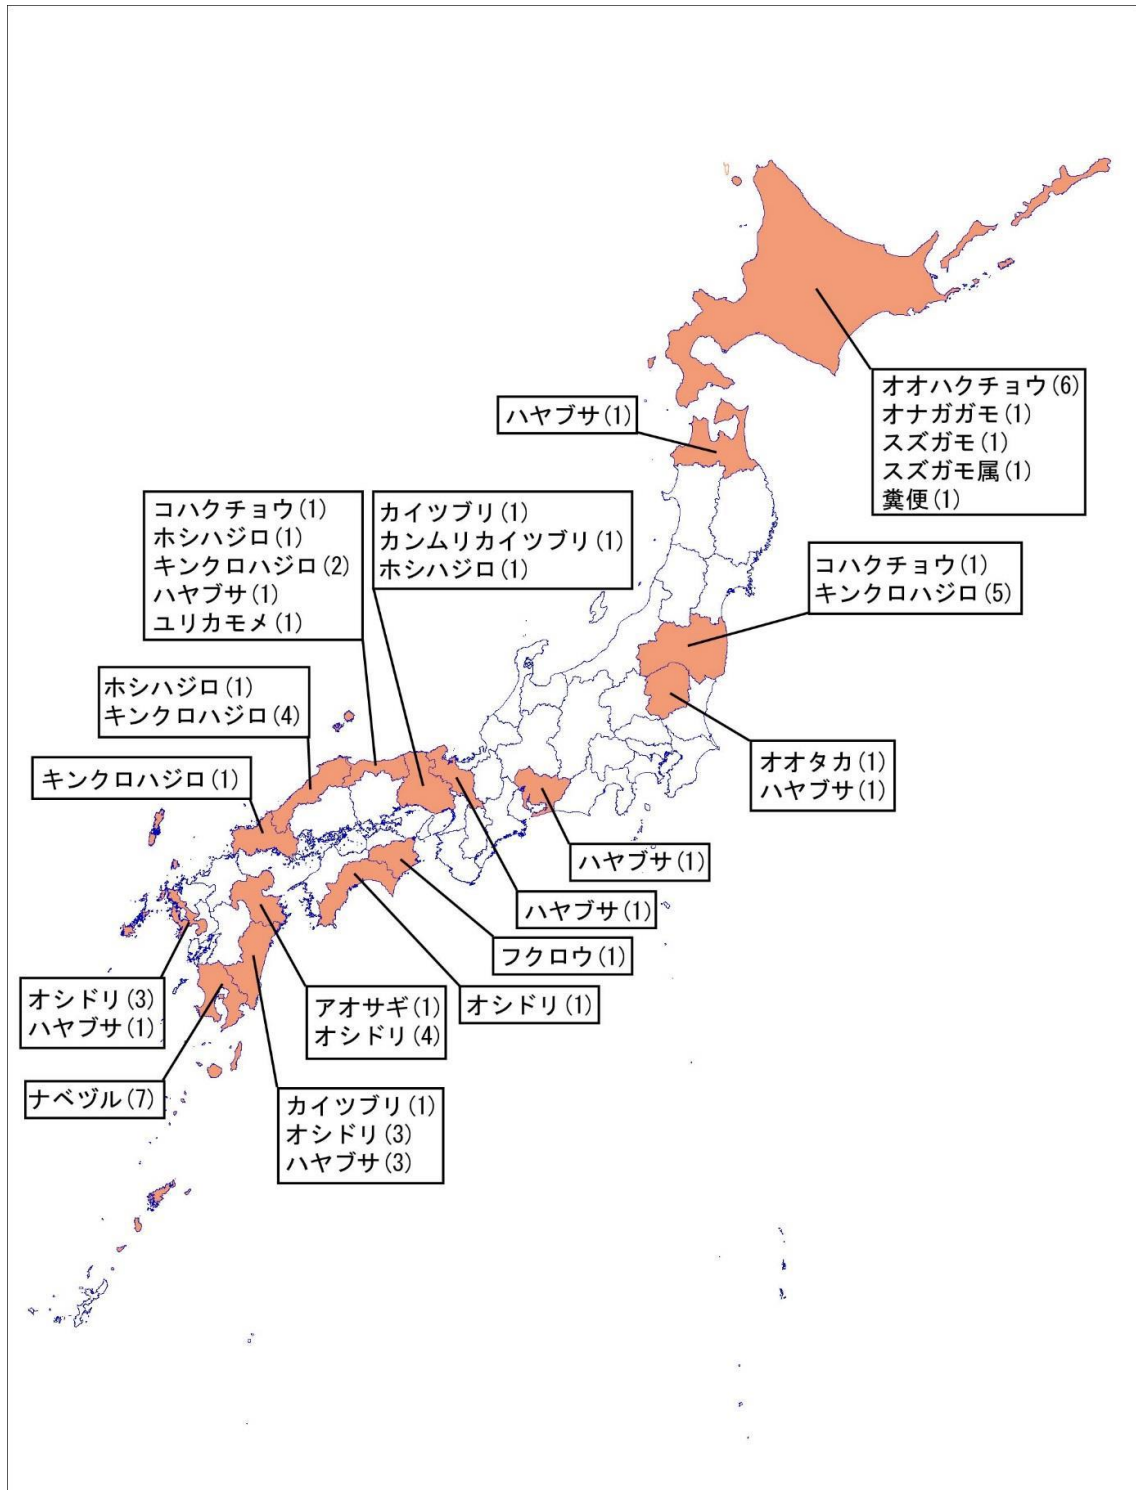 オオハクチョウ(6)
オナガガモ(1)
スズガモ(1)
スズガモ属(1)
糞便(1)
ハヤブサ(1)
コハクチョウ(1)
ホシハジロ(1)
キンクロハジロ(2)
ハヤブサ(1)
ユリカモメ(1)
カイツブリ(1)
カンムリカイツブリ(1)
ホシハジロ(1)
コハクチョウ(1)
キンクロハジロ(5)
ホシハジロ(1)
キンクロハジロ(4)
オオタカ(1)
ハヤブサ(1)
キンクロハジロ(1)
ハヤブサ(1)
ハヤブサ(1)
フクロウ(1)
オシドリ(3)
ハヤブサ(1)
アオサギ(1)
オシドリ(4)
オシドリ(1)
ナベヅル(7)
カイツブリ(1)
オシドリ(3)
ハヤブサ(3)